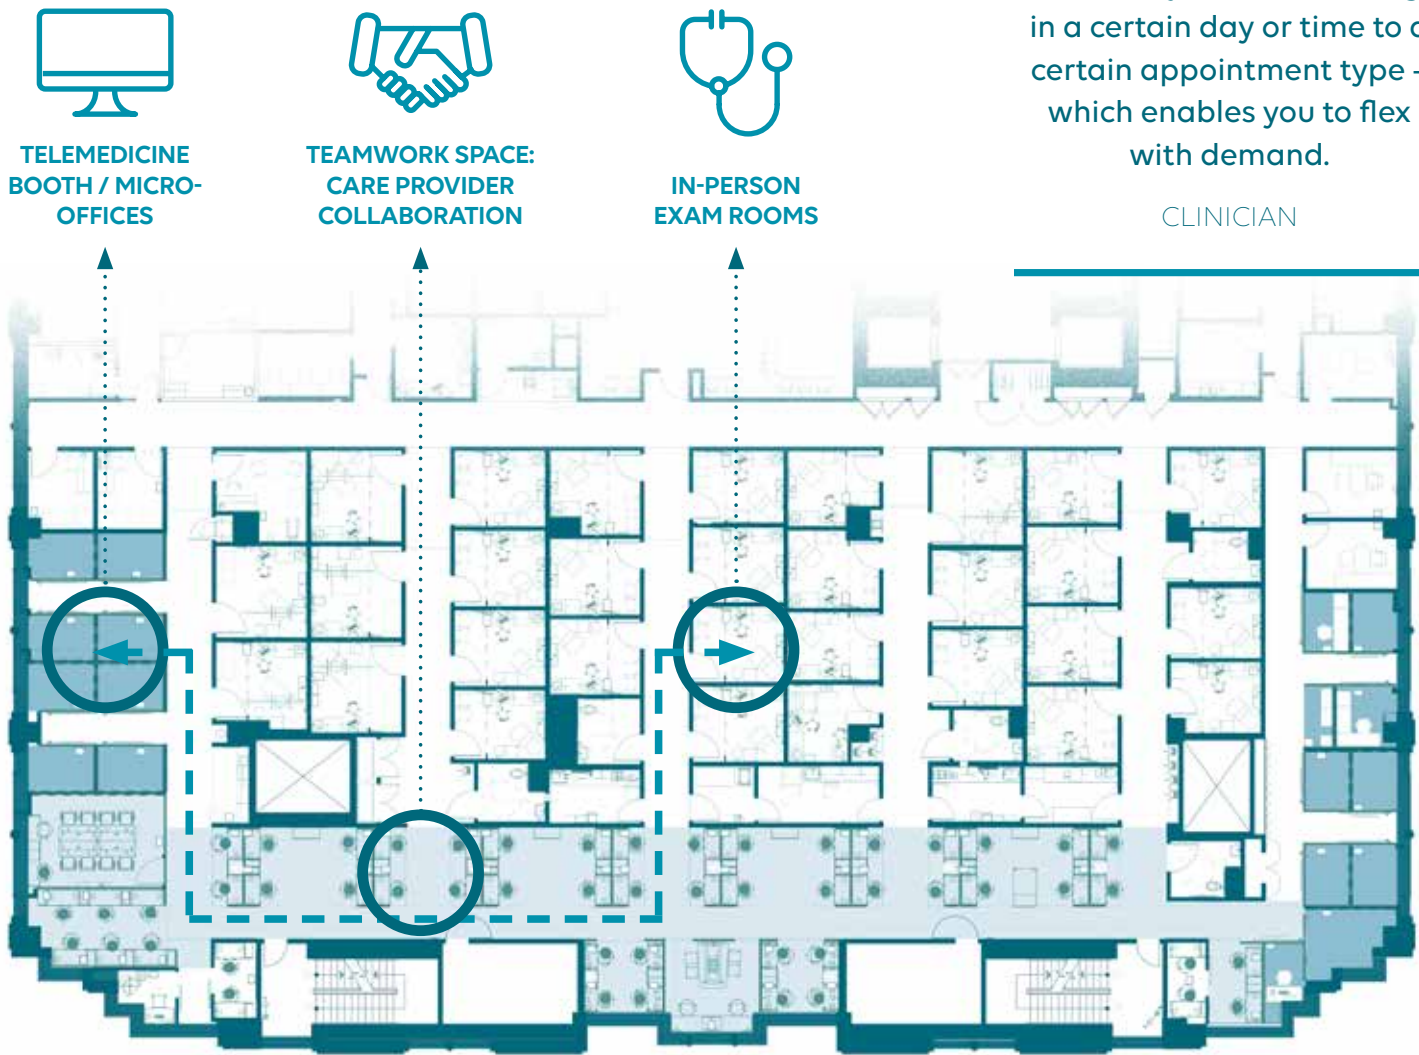 TELEMEDICINE
BOOTH / MICRO-
OFFICES
TEAMWORK SPACE:
CARE PROVIDER
COLLABORATION
IN-PERSON
EXAM ROOMS
in a certain day or time to a
certain appointment type -
which enables you to flex
with demand.
CLINICIAN